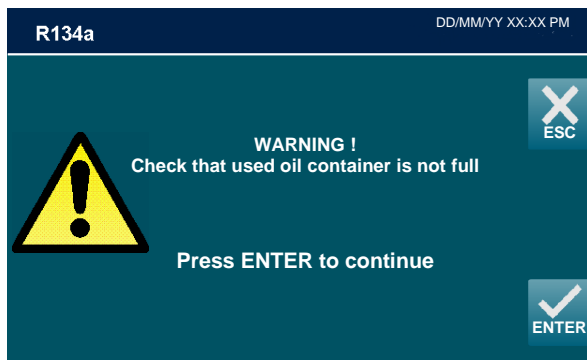 R134a
DD/MM/YY XX:XX PM
ESC
WARNING !
Check that used oil container is not full
Press ENTER to continue
ENTER